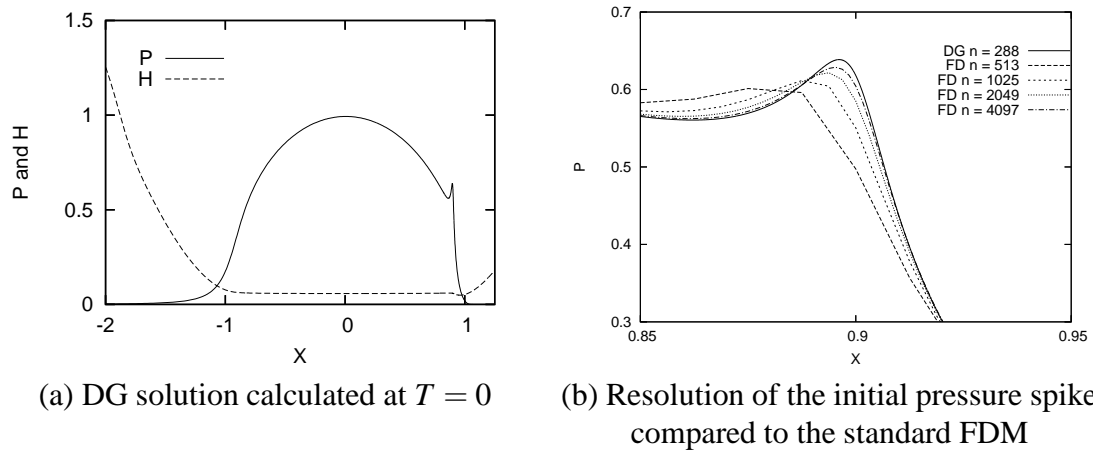 1.5
1
0.5
0
-2
-1
0
1
P and H
X
P
H
0.7
0.6
0.5
0.4
0.3
0.85
0.9
0.95
P
X
DG n = 288
FD n = 513
FD n = 1025
FD n = 2049
FD n = 4097
(a) DG solution calculated at T = 0
(b) Resolution of the initial pressure spike
compared to the standard FDM